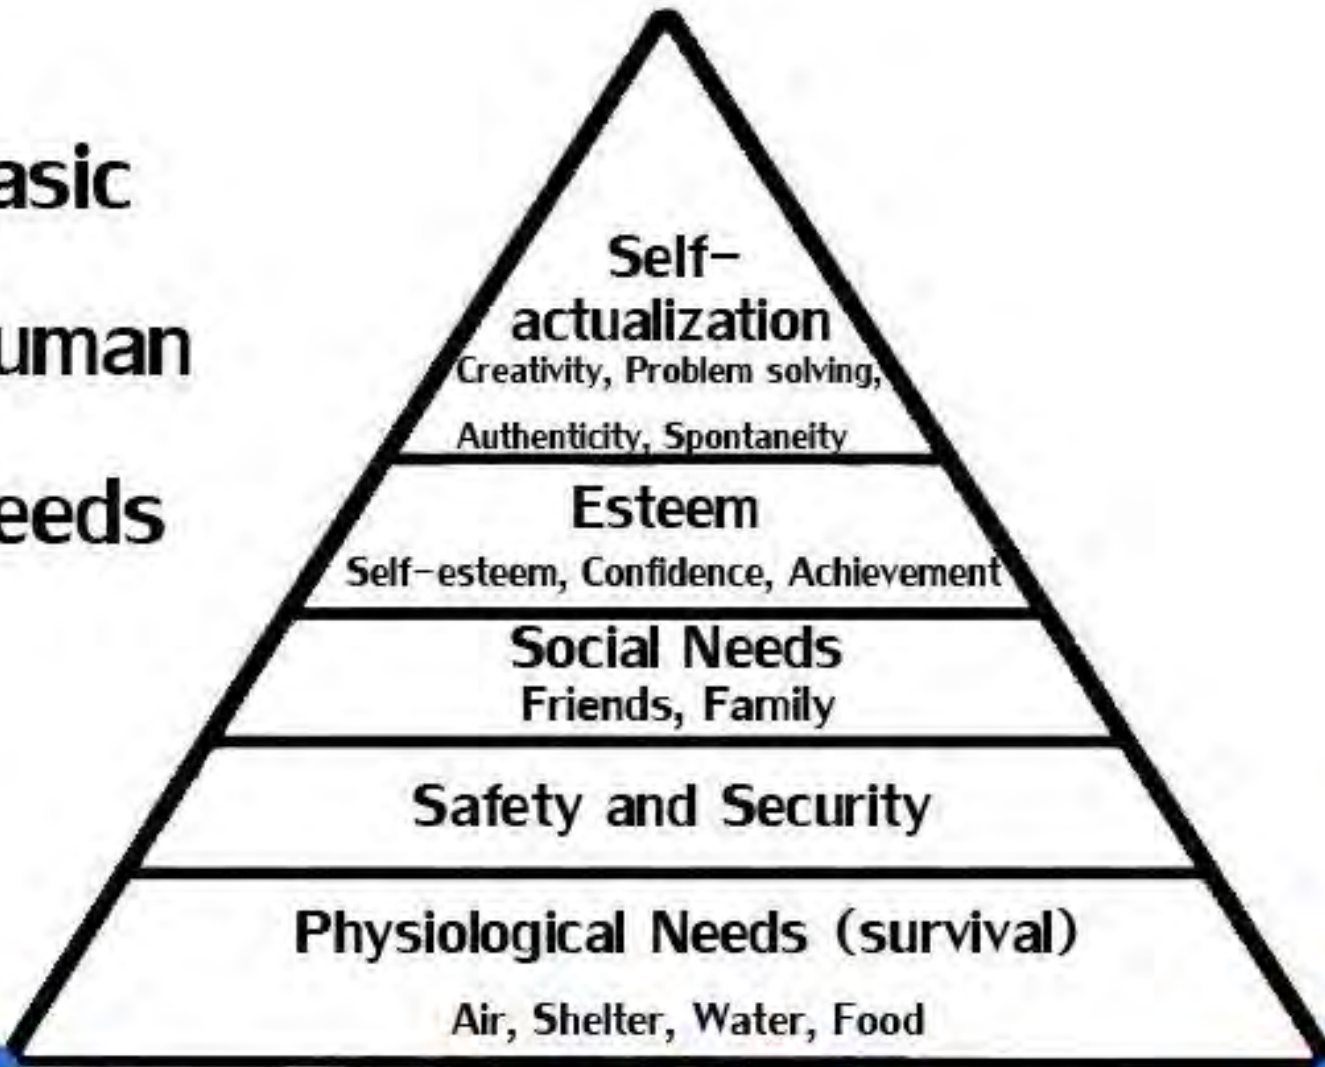 asic
uman
eeds
Self-
actualization
Creativity, Problem solving,
Authenticity, Spontaneity
Esteem
Self-esteem, Confidence, Achievement
Social Needs
Friends, Family
Safety and Security
Physiological Needs (survival)
Air, Shelter, Water, Food